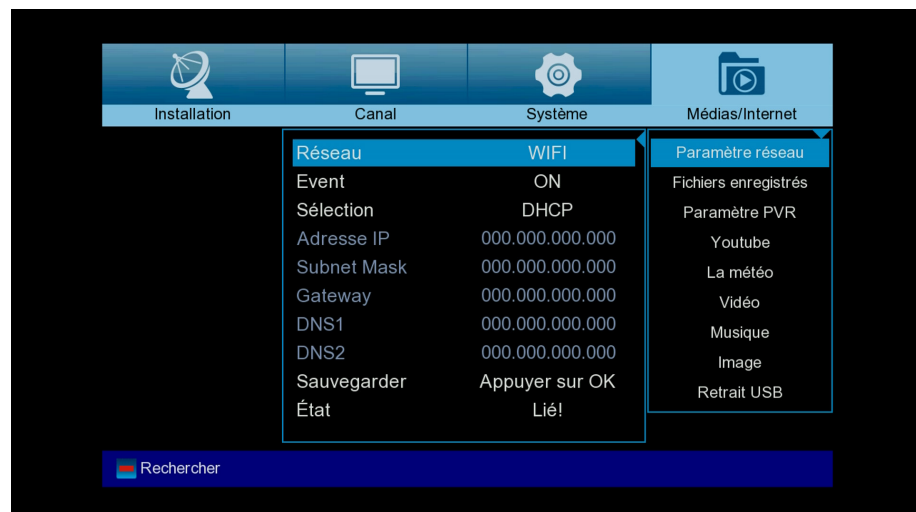 Installation Canal Système Médias/Internet
Réseau WIFI
Event ON
Sélection DHCP
Adresse IP 000.000.000.000
Subnet Mask 000.000.000.000
Gateway 000.000.000.000
DNS1 000.000.000.000
DNS2 000.000.000.000
Sauvegarder Appuyer sur OK
État Lié!
Paramètre réseau
Fichiers enregistrés
Paramètre PVR
Youtube
La météo
Vidéo
Musique
Image
Retrait USB
Rechercher